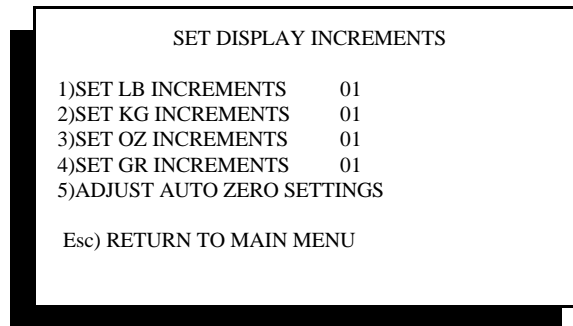 SET DISPLAY INCREMENTS
1)SET LB INCREMENTS 01
2)SET KG INCREMENTS 01
3)SET OZ INCREMENTS 01
4)SET GR INCREMENTS 01
5)ADJUST AUTO ZERO SETTINGS
Esc) RETURN TO MAIN MENU